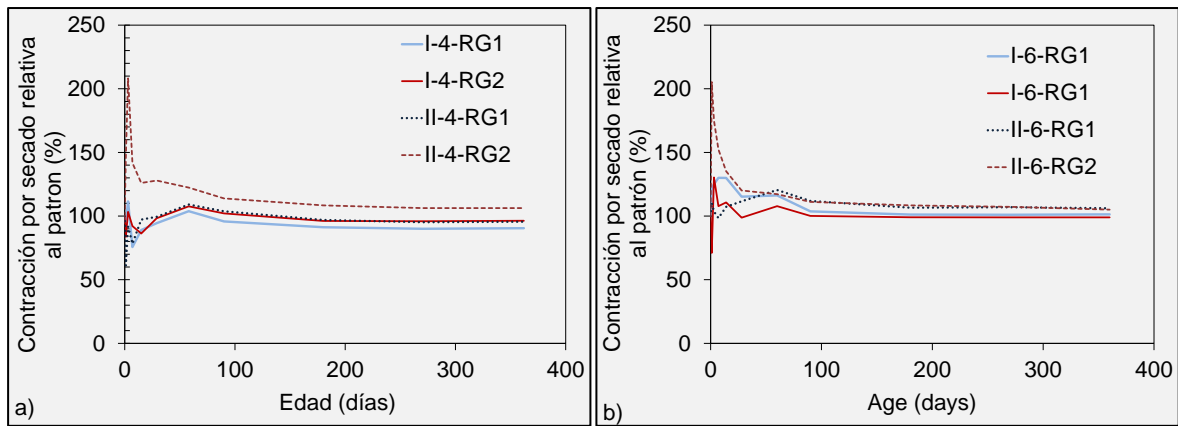 Contracción por secado relativa
al patron (%)
250
200
150
100
50
0
I-4-RG1
I-4-RG2
II-4-RG1
II-4-RG2
0
100
200
300
400
Edad (días)
a)
Contracción por secado relativa
al patrón (%)
250
200
150
100
50
0
I-6-RG1
I-6-RG1
II-6-RG1
II-6-RG2
0
100
200
300
400
Age (days)
b)